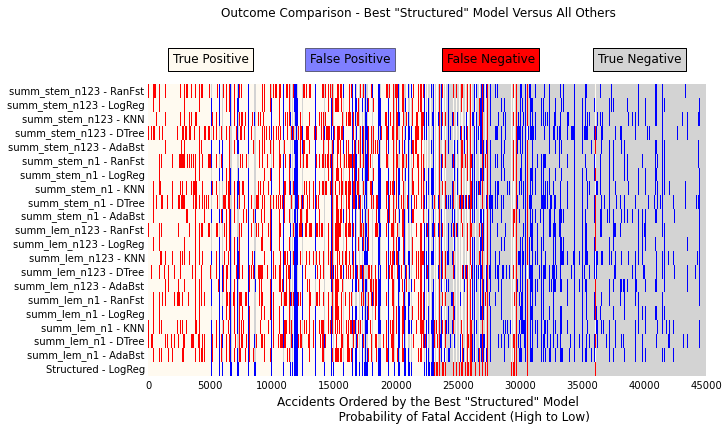 Outcome Comparison - Best "Structured" Model Versus All Others
True Positive
False Positive
False Negative
True Negative
summ_stem_n123 - RanFst
summ_stem_n123 - LogReg
summ_stem_n123 - KNN
summ_stem_n123 - DTree
summ_stem_n123 - AdaBst
summ_stem_n1 - RanFst
summ_stem_n1 - LogReg
summ_stem_n1 - KNN
summ_stem_n1 - DTree
summ_stem_n1 - AdaBst
summ_lem_n123 - RanFst
summ_lem_n123 - LogReg
summ_lem_n123 - KNN
summ_lem_n123 - DTree
summ_lem_n123 - AdaBst
summ_lem_n1 - RanFst
summ_lem_n1 - LogReg
summ_lem_n1 - KNN
summ_lem_n1 - DTree
summ_lem_n1 - AdaBst
Structured - LogReg
0 5000 10000 15000 20000 25000 30000 35000 40000 45000
Accidents Ordered by the Best "Structured" Model
Probability of Fatal Accident (High to Low)